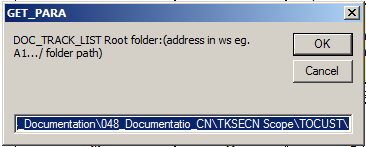 GET_PARA
DOC_TRACK_LIST Root folder:(address in ws eg.
A1.../ folder path)
OK
Cancel
_Documentation\048_Documentatio_CN\TKSECN Scope\TOCUST\